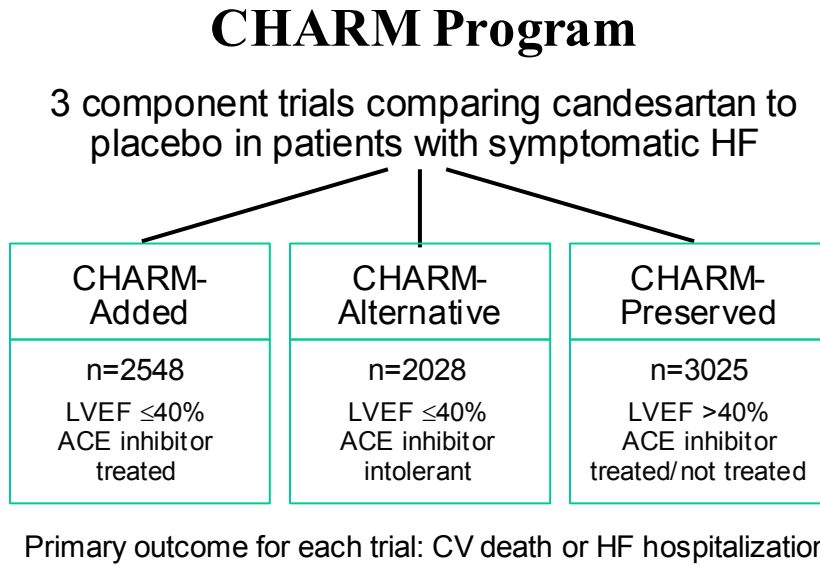 CHARM Program
3 component trials comparing candesartan to
placebo in patients with symptomatic HF
CHARM-
Added
n=2548
LVEF ≤40%
ACE inhibitor
treated
CHARM-
Alternative
n=2028
LVEF ≤40%
ACE inhibitor
intolerant
CHARM-
Preserved
n=3025
LVEF >40%
ACE inhibitor
treated/not treated
Primary outcome for each trial: CV death or HF hospitalization